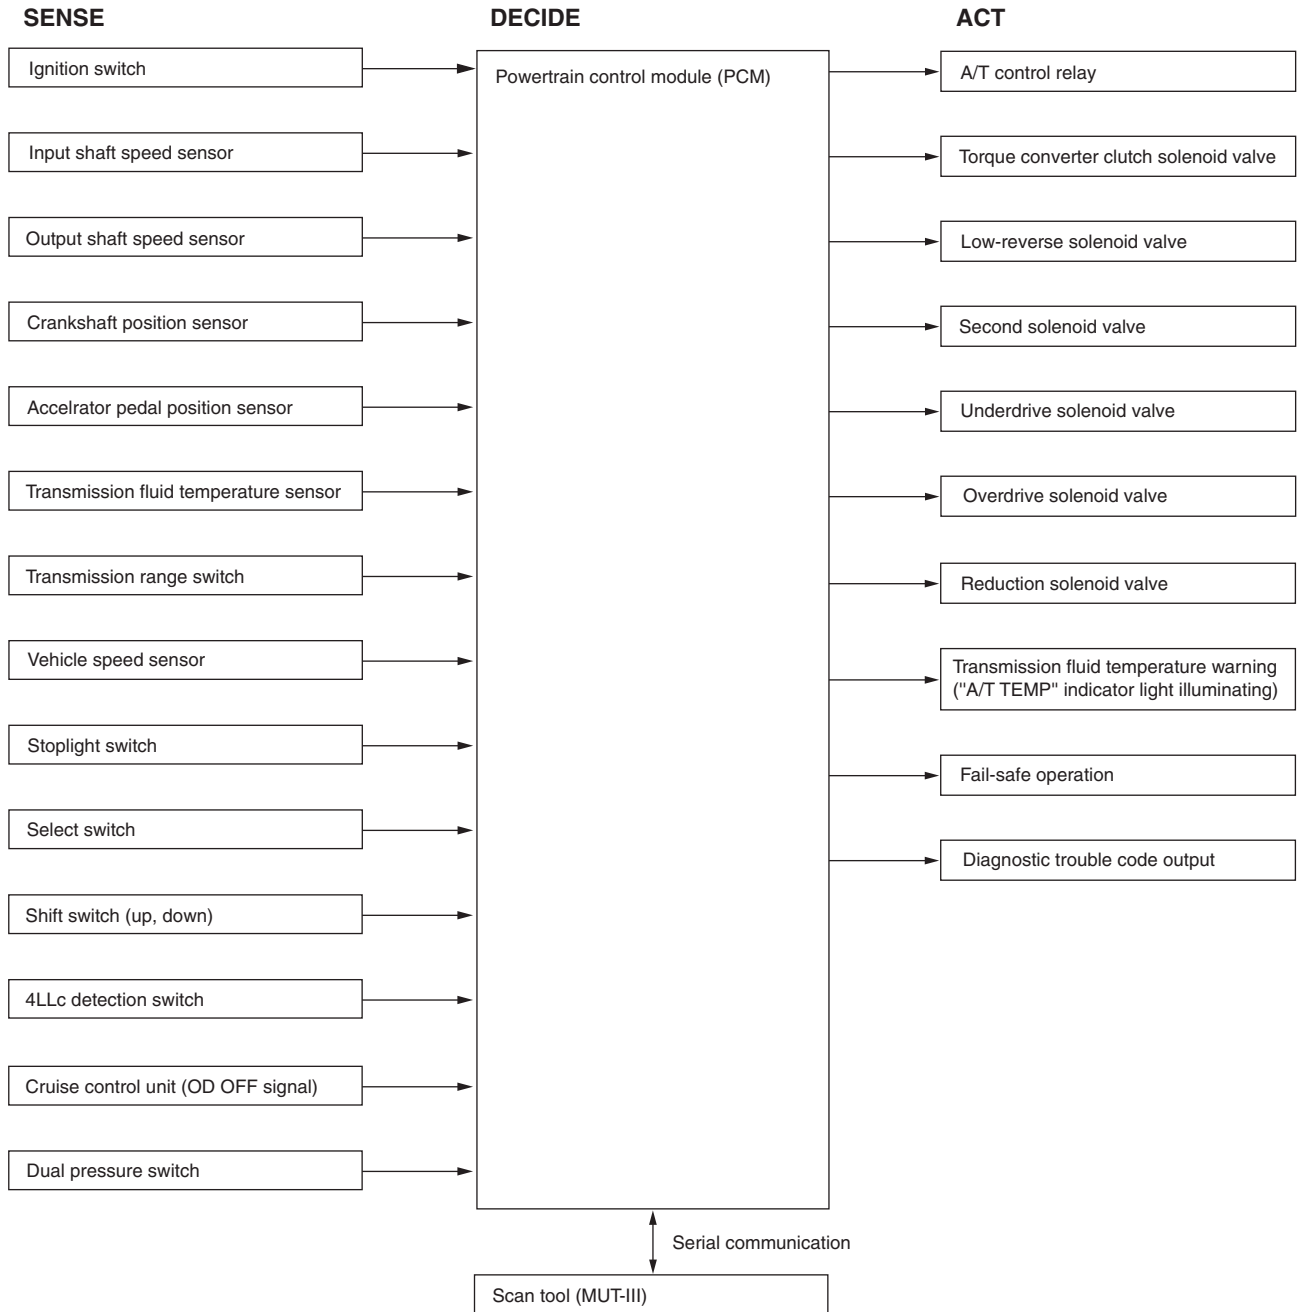 SENSE
DECIDE
ACT
Ignition switch
Input shaft speed sensor
Output shaft speed sensor
Crankshaft position sensor
Accelrator pedal position sensor
Transmission fluid temperature sensor
Transmission range switch
Vehicle speed sensor
Stoplight switch
Select switch
Shift switch (up, down)
4LLc detection switch
Cruise control unit (OD OFF signal)
Dual pressure switch
Powertrain control module (PCM)
A/T control relay
Torque converter clutch solenoid valve
Low-reverse solenoid valve
Second solenoid valve
Underdrive solenoid valve
Overdrive solenoid valve
Reduction solenoid valve
Transmission fluid temperature warning
("A/T TEMP" indicator light illuminating)
Fail-safe operation
Diagnostic trouble code output
Serial communication
Scan tool (MUT-III)